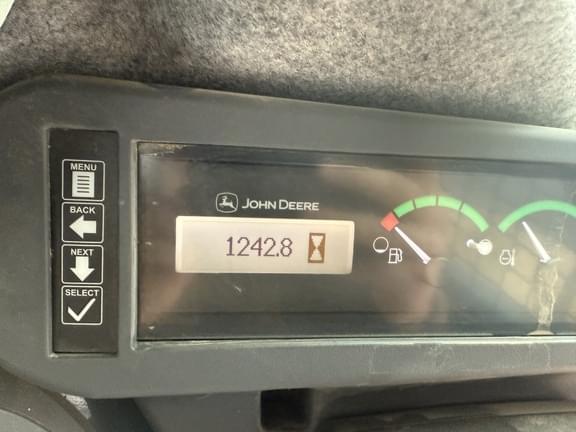 MENU
BACK
NEXT
SELECT
JOHN DEERE
1242.8